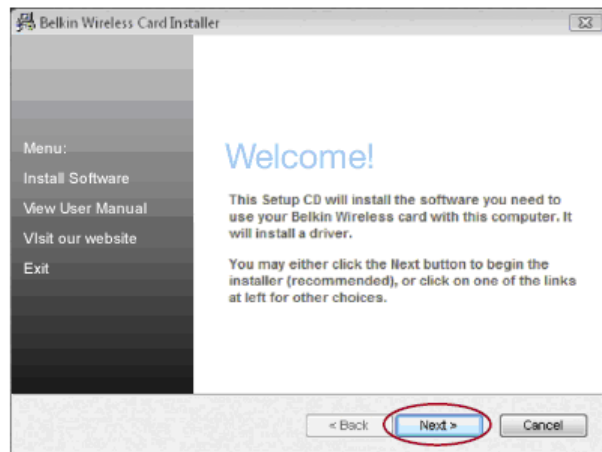 Belkin Wireless Card Installer
Menu:
Install Software
View User Manual
VIsit our website
Exit
Welcome!
This Setup CD will install the software you need to
use your Belkin Wireless card with this computer. It
will install a driver.
You may either click the Next button to begin the
installer (recommended), or click on one of the links
at left for other choices.
< Back
Next >
Cancel